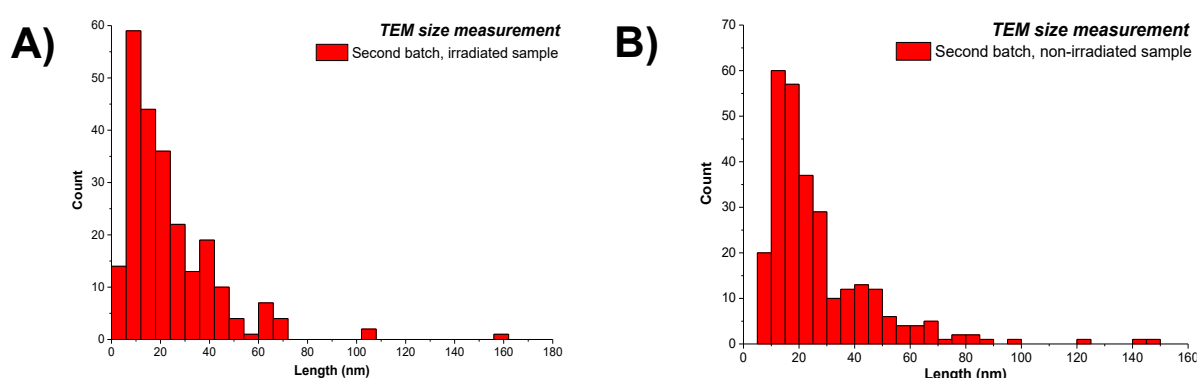 A)
TEM size measurement
Second batch, irradiated sample
Count
60
50
40
30
20
10
0
0 20 40 60 80 100 120 140 160 180
Length (nm)
B)
TEM size measurement
Second batch, non-irradiated sample
Count
70
60
50
40
30
20
10
0
0 20 40 60 80 100 120 140 160
Length (nm)